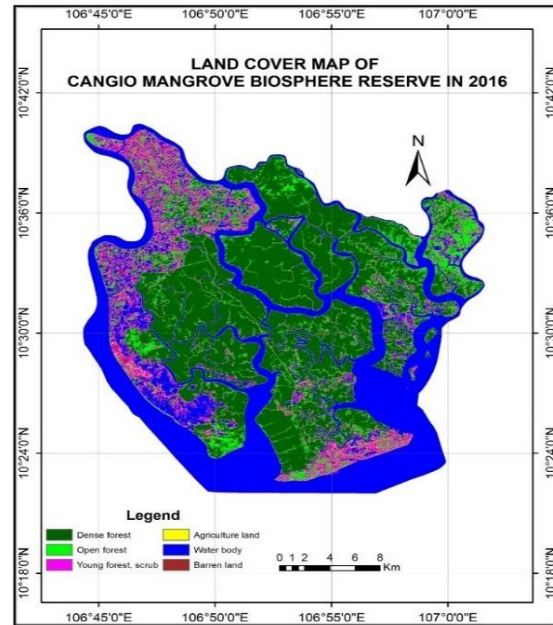 106°45'0"E 106°50'0"E 106°55'0"E 107°0'0"E
LAND COVER MAP OF
CANGIO MANGROVE BIOSPHERE RESERVE IN 2016
10°42'0"N 10°42'0"N
N
10°36'0"N 10°36'0"N
10°30'0"N 10°30'0"N
10°24'0"N 10°24'0"N
Legend
Dense forest Agriculture land
Open forest Water body
Young forest, scrub Barren land
0 1 2 4 6 8
Km
10°18'0"N 10°18'0"N
106°45'0"E 106°50'0"E 106°55'0"E 107°0'0"E